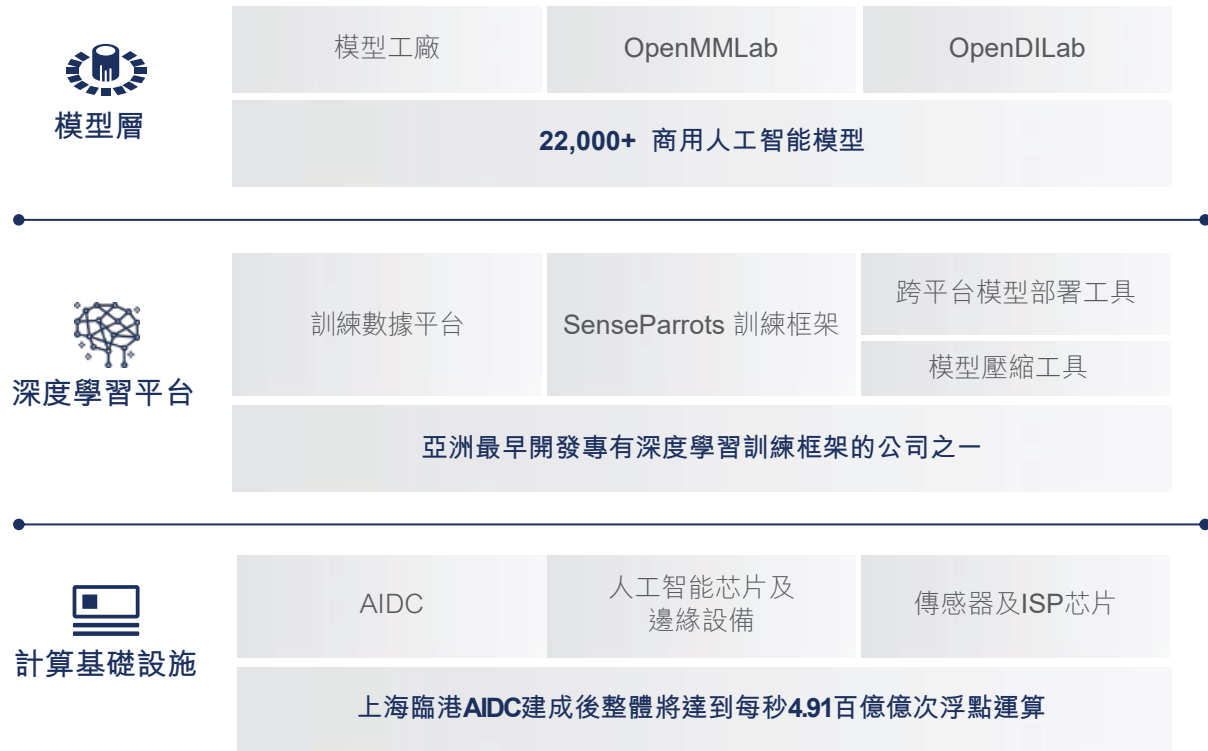 模型工廠
OpenMMLab
OpenDILab
模型層
22,000+ 商用人工智能模型
訓練數據平台
SenseParrots 訓練框架
跨平台模型部署工具
模型壓縮工具
深度學習平台
亞洲最早開發專有深度學習訓練框架的公司之一
AIDC
人工智能芯片及
邊緣設備
傳感器及ISP芯片
計算基礎設施
上海臨港AIDC建成後整體將達到每秒4.91百億億次浮點運算